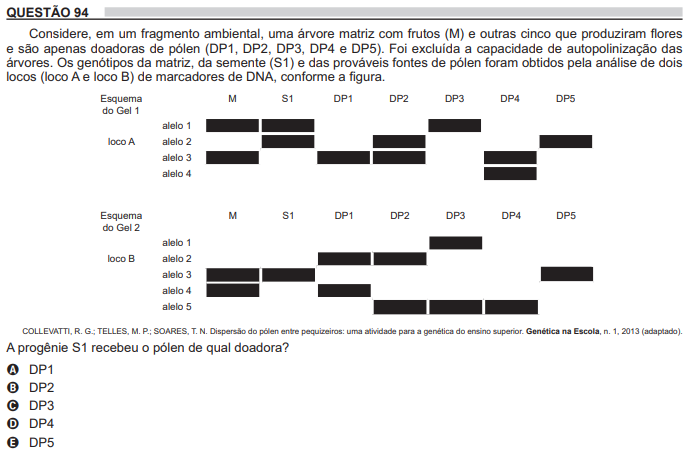 QUESTÃO 94
Considere, em um fragmento ambiental, uma árvore matriz com frutos (M) e outras cinco que produziram flores
e são apenas doadoras de pólen (DP1, DP2, DP3, DP4 e DP5). Foi excluída a capacidade de autopolinização das
árvores. Os genótipos da matriz, da semente (S1) e das prováveis fontes de pólen foram obtidos pela análise de dois
locos (loco A e loco B) de marcadores de DNA, conforme a figura.
Esquema do Gel 1
M S1 DP1 DP2 DP3 DP4 DP5
alelo 1
loco A alelo 2
alelo 3
alelo 4
Esquema do Gel 2
M S1 DP1 DP2 DP3 DP4 DP5
alelo 1
loco B alelo 2
alelo 3
alelo 4
alelo 5
COLLEVATTI, R. G.; TELLES, M. P.; SOARES, T. N. Dispersão do pólen entre pequizeiros: uma atividade para a genética do ensino superior. Genética na Escola, n. 1, 2013 (adaptado).
A progênie S1 recebeu o pólen de qual doadora?
A DP1
B DP2
C DP3
D DP4
E DP5